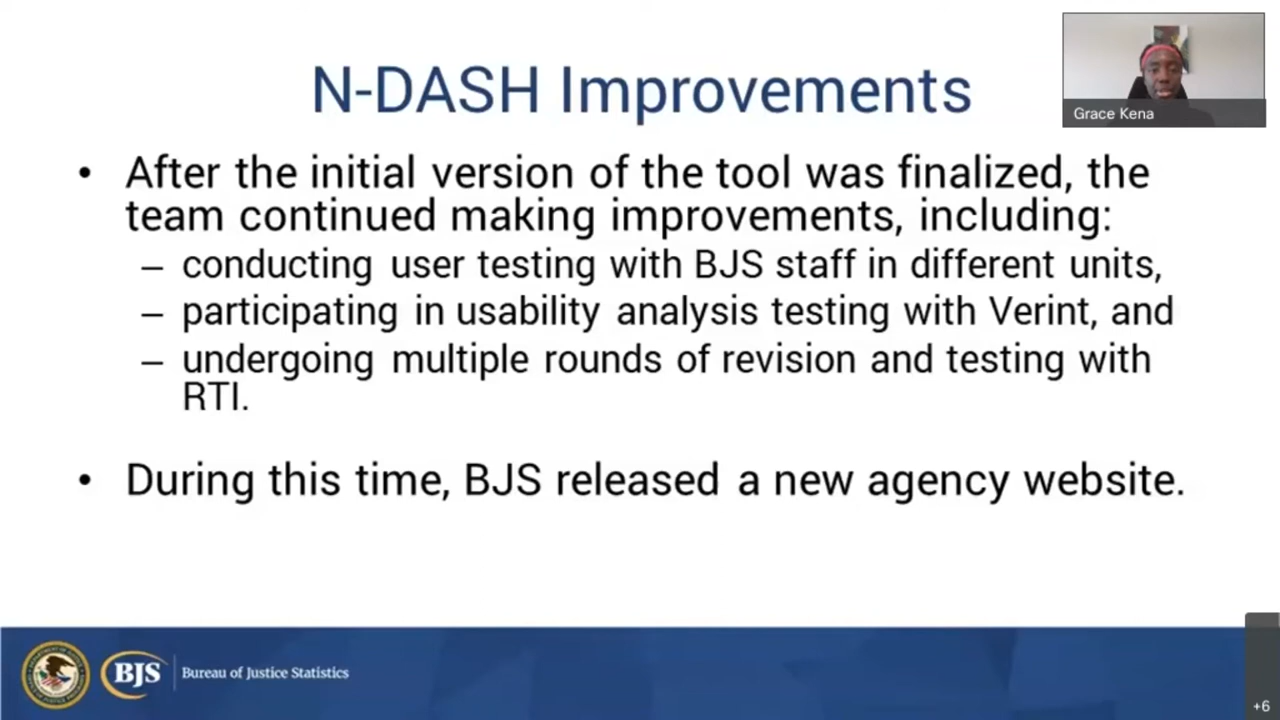 N-DASH Improvements
Grace Kena
• After the initial version of the tool was finalized, the
team continued making improvements, including:
– conducting user testing with BJS staff in different units,
– participating in usability analysis testing with Verint, and
– undergoing multiple rounds of revision and testing with
RTI.
• During this time, BJS released a new agency website.
BJS Bureau of Justice Statistics
+6